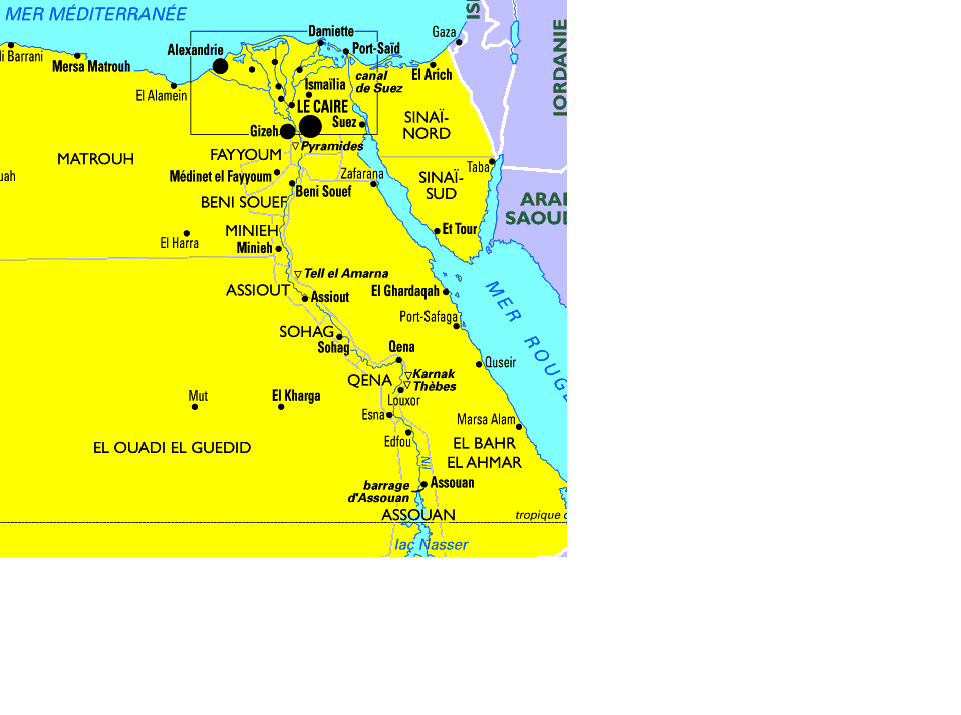 MER MÉDITERRANÉE
Damiette
Gaza
Alexandrie
Port-Saïd
li Barrani
Mersa Matrouh
canal
de Suez
El Arich
El Alamein
Ismaïlia
LE CAIRE
Suez
SINAÏ-
NORD
JORDANIE
Gizeh
Pyramides
MATROUH
FAYYOUM
Taba
uah
Médinet el Fayyoum
Zafarana
SINAÏ-
SUD
Beni Souef
BENI SOUEF
ARAB
SAOUD
MINIEH
Et Tour
El Harra
Minieh
Tell el Amarna
ASSIOUT
Assiout
El Ghardaqah
MER ROUGE
Port-Safaga
SOHAG
Sohag
Qena
Quseir
QENA
Karnak
Thèbes
Mut
El Kharga
Louxor
Esna
Marsa Alam
Edfou
EL OUADI EL GUEDID
EL BAHR
EL AHMAR
Nil
barrage
d'Assouan
Assouan
ASSOUAN
tropique
lac Nasser